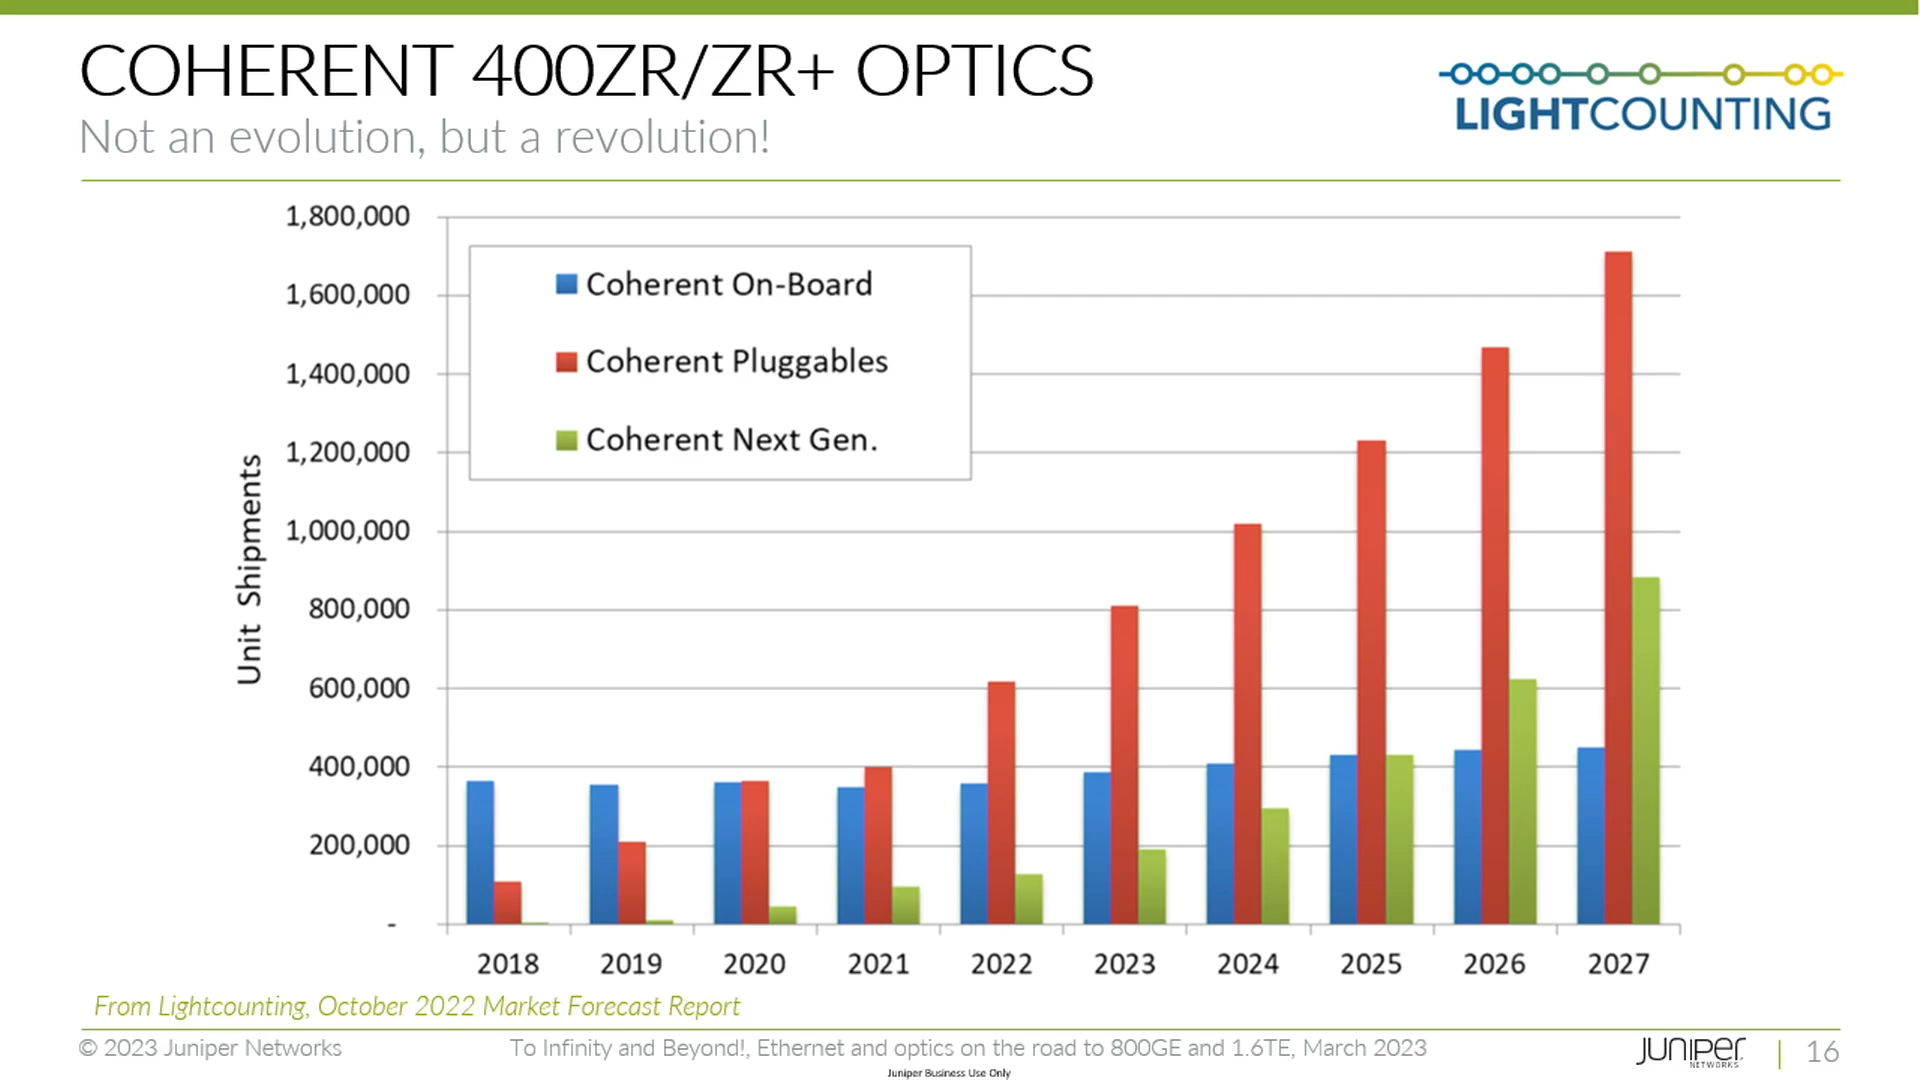 COHERENT 400ZR/ZR+ OPTICS
Not an evolution, but a revolution!
LIGHTCOUNTING
1,800,000
1,600,000
1,400,000
1,200,000
1,000,000
800,000
600,000
400,000
200,000
-
Unit Shipments
Coherent On-Board
Coherent Pluggables
Coherent Next Gen.
2018 2019 2020 2021 2022 2023 2024 2025 2026 2027
From Lightcounting, October 2022 Market Forecast Report
© 2023 Juniper Networks
To Infinity and Beyond!, Ethernet and optics on the road to 800GE and 1.6TE, March 2023
JUNIPER
NETWORKS
16
Juniper Business Use Only